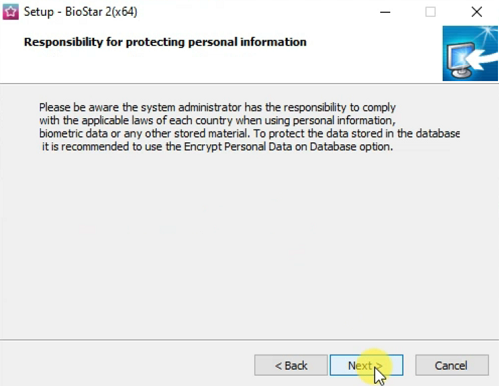 Setup - BioStar 2(x64)
Responsibility for protecting personal information
Please be aware the system administrator has the responsibility to comply
with the applicable laws of each country when using personal information,
biometric data or any other stored material. To protect the data stored in the database
it is recommended to use the Encrypt Personal Data on Database option.
< Back
Next >
Cancel